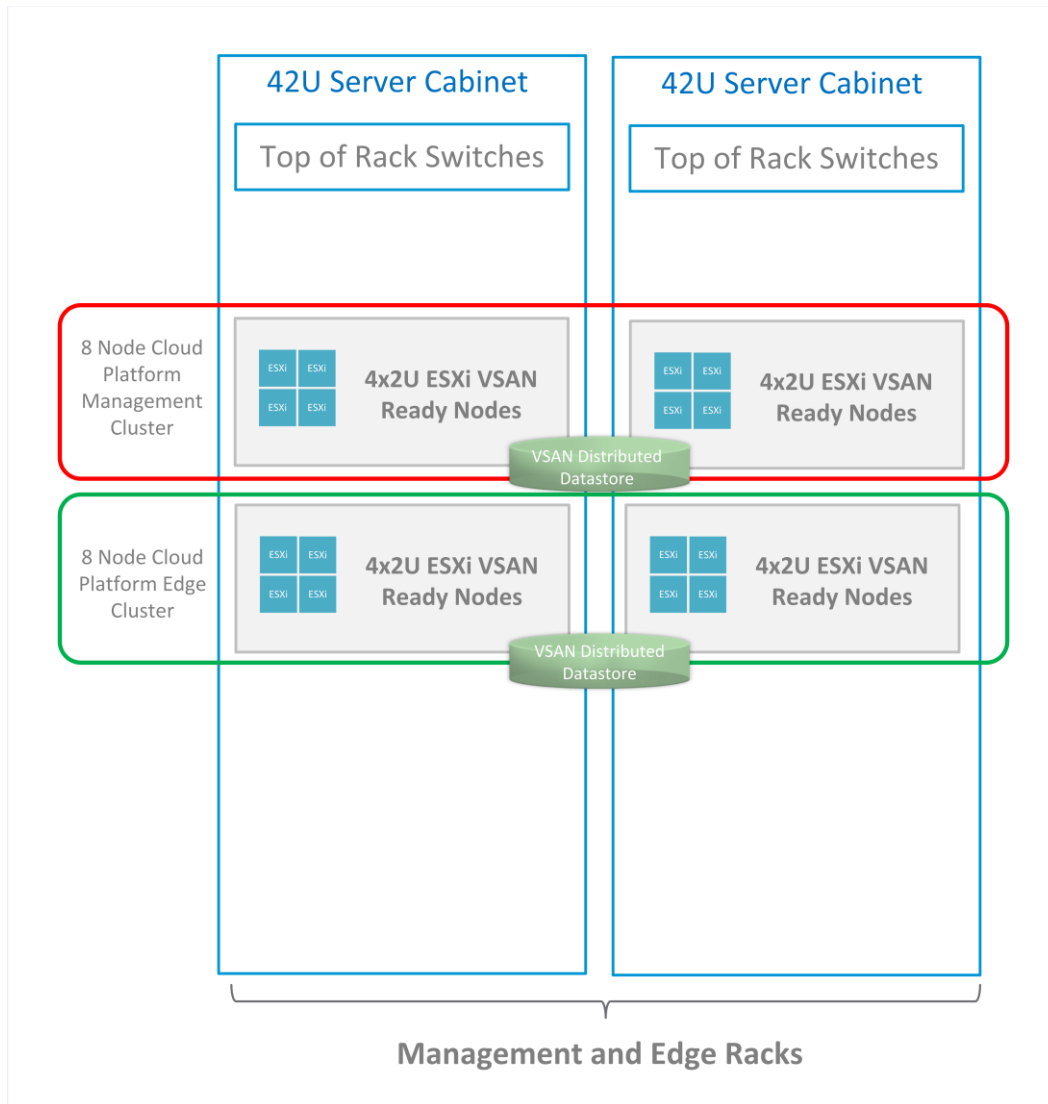 42U Server Cabinet
42U Server Cabinet
Top of Rack Switches
Top of Rack Switches
8 Node Cloud
Platform
Management
Cluster
ESXi ESXi
ESXi ESXi
4x2U ESXi VSAN
Ready Nodes
ESXi ESXi
ESXi ESXi
4x2U ESXi VSAN
Ready Nodes
VSAN Distributed
Datastore
8 Node Cloud
Platform Edge
Cluster
ESXi ESXi
ESXi ESXi
4x2U ESXi VSAN
Ready Nodes
ESXi ESXi
ESXi ESXi
4x2U ESXi VSAN
Ready Nodes
VSAN Distributed
Datastore
Management and Edge Racks